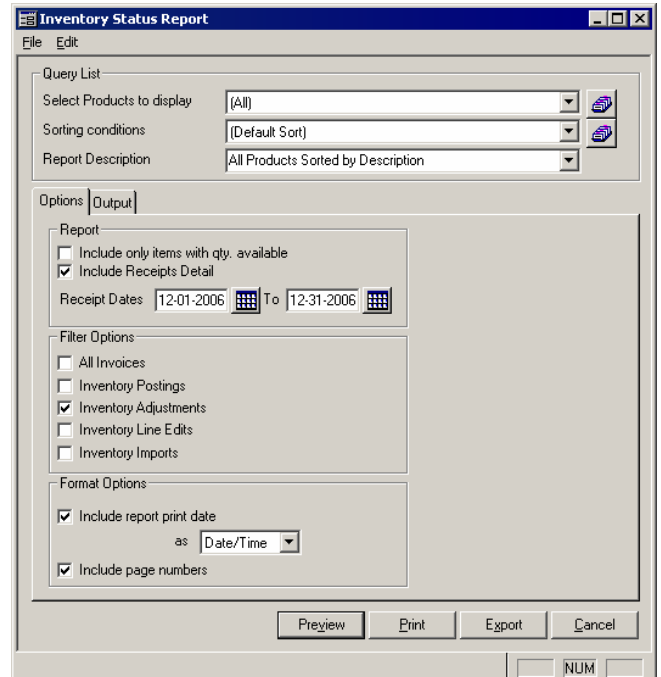 Inventory Status Report
File Edit
Query List
Select Products to display (All)
Sorting conditions (Default Sort)
Report Description All Products Sorted by Description
Options Output
Report
Include only items with qty. available
Include Receipts Detail
Receipt Dates 12-01-2006 To 12-31-2006
Filter Options
All Invoices
Inventory Postings
Inventory Adjustments
Inventory Line Edits
Inventory Imports
Format Options
Include report print date
as Date/Time
Include page numbers
Preview Print Export Cancel
NUM